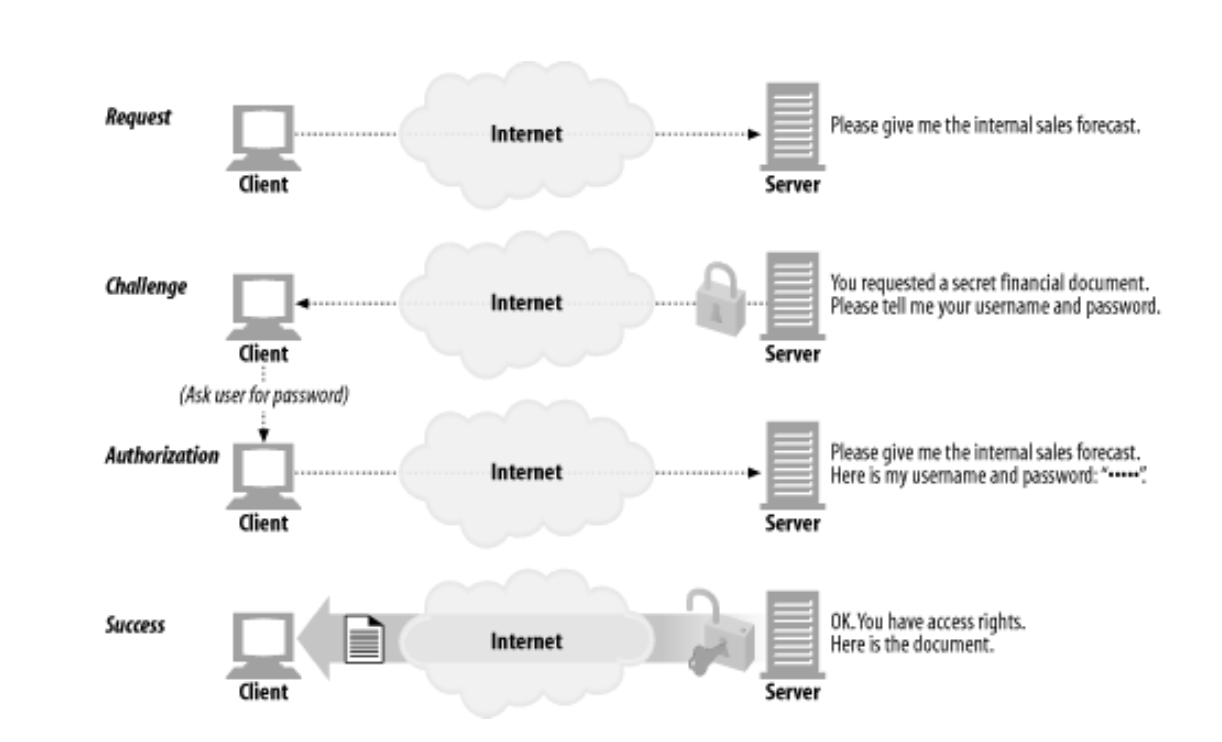 Request
Internet
Please give me the internal sales forecast.
Client
Server
Challenge
Internet
You requested a secret financial document.
Please tell me your username and password.
Client
Server
(Ask user for password)
Authorization
Internet
Please give me the internal sales forecast.
Here is my username and password: “•••••”.
Client
Server
Success
Internet
OK. You have access rights.
Here is the document.
Client
Server